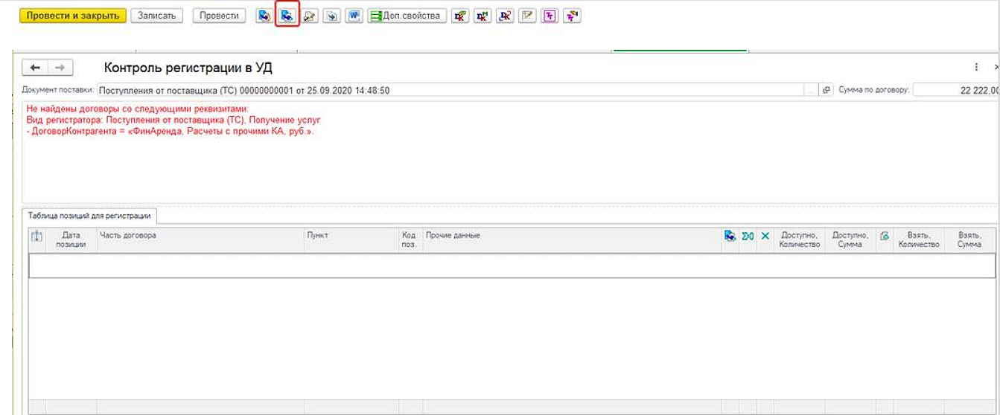 Провести и закрыть Записать Провести Доп.свойства
Контроль регистрации в УД
Документ поставки: Поступления от поставщика (ТС) 00000000001 от 25.09.2020 14:48:50 ... Сумма по договору: 22 222,00
Не найдены договоры со следующими реквизитами:
Вид регистратора: Поступления от поставщика (ТС), Получение услуг
- ДоговорКонтрагента = «ФинАренда, Расчеты с прочими КА, руб.».
Таблица позиций для регистрации
Дата позиции Часть договора Пункт Код поз. Прочие данные Доступно, Количество Доступно, Сумма Взять, Количество Взять, Сумма